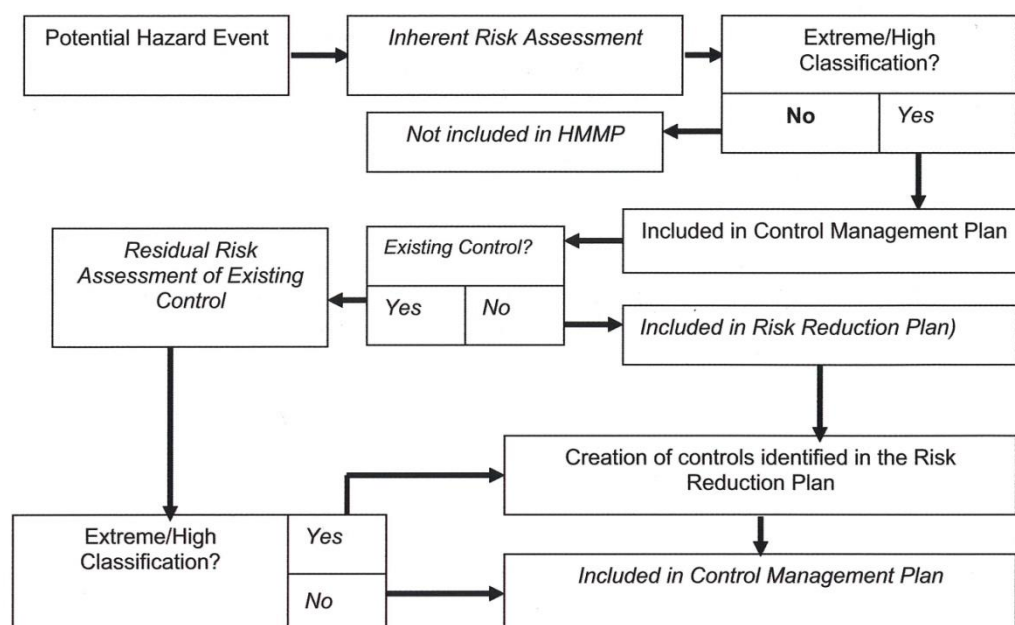 Potential Hazard Event
Inherent Risk Assessment
Extreme/High
Classification?
No
Yes
Not included in HMMP
Included in Control Management Plan
Existing Control?
Yes
No
Residual Risk
Assessment of Existing
Control
Included in Risk Reduction Plan)
Creation of controls identified in the Risk
Reduction Plan
Extreme/High
Classification?
Yes
No
Included in Control Management Plan